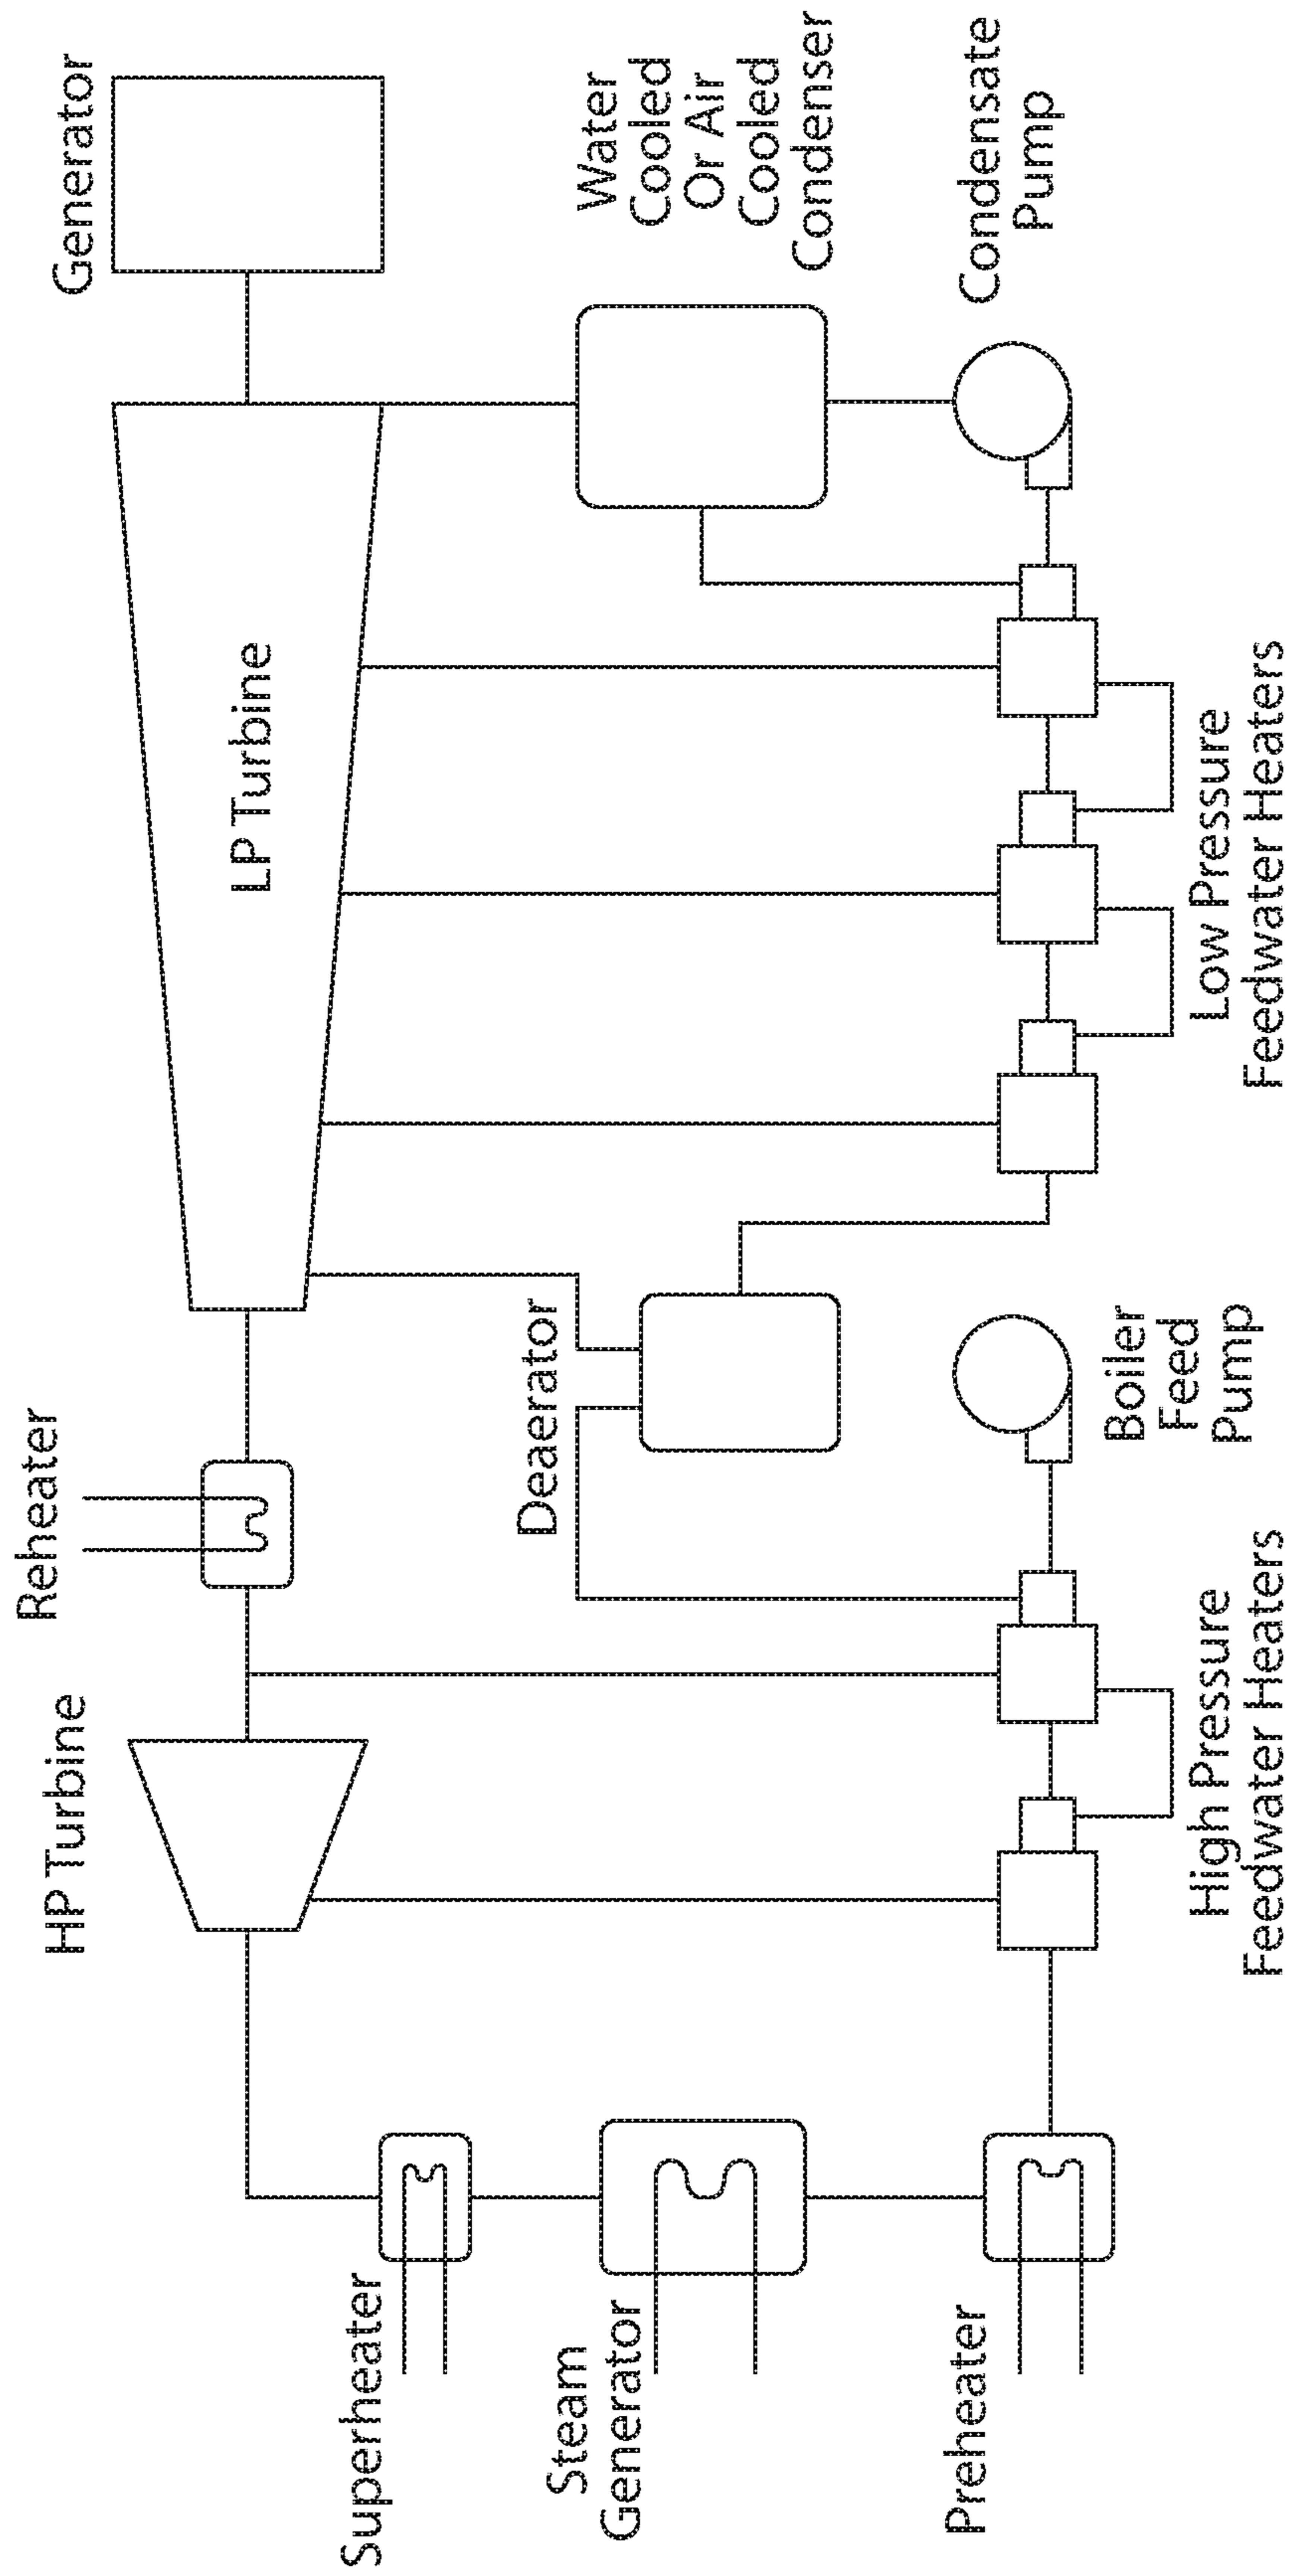 Reheater
Generator
HP Turbine
LP Turbine
Superheater
Deaerator
Water
Cooled
Or Air
Cooled
Condenser
Steam
Generator
Preheater
Boiler
Feed
Pump
Condensate
Pump
High Pressure
Feedwater Heaters
Low Pressure
Feedwater Heaters